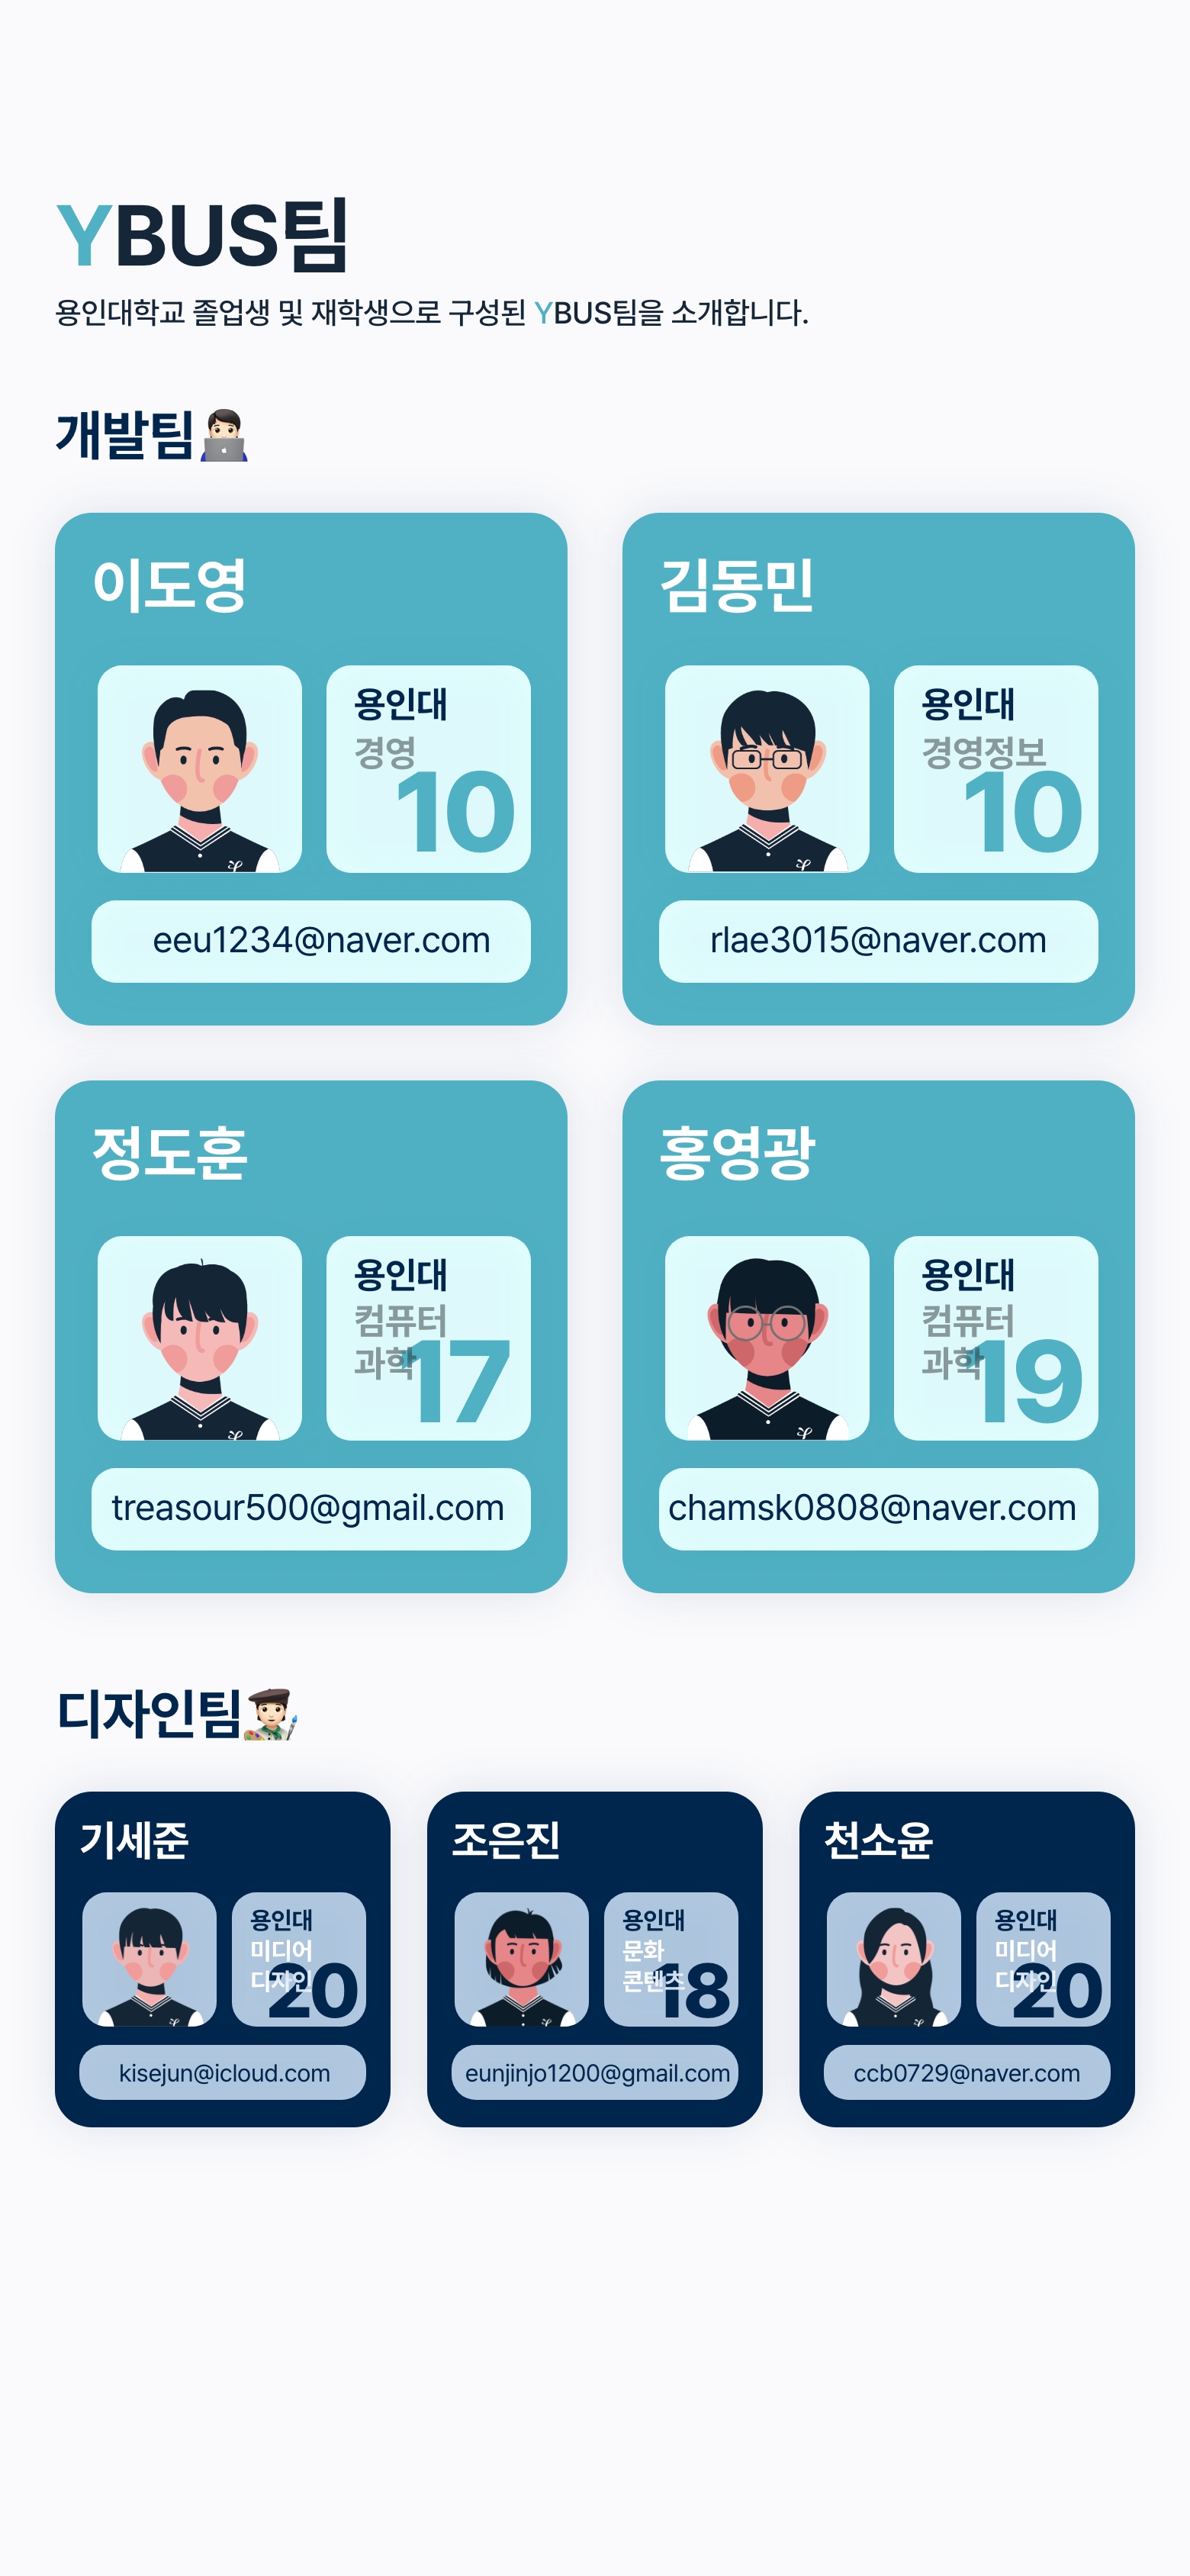 YBUS팀
용인대학교 졸업생 및 재학생으로 구성된 YBUS팀을 소개합니다.
개발팀
이도영
용인대
경영
10
eeu1234@naver.com
김동민
용인대
경영정보
10
rlae3015@naver.com
정도훈
용인대
컴퓨터
과학
17
treasour500@gmail.com
홍영광
용인대
컴퓨터
과학
19
chamsk0808@naver.com
디자인팀
기세준
용인대
미디어
디자인
20
kisejun@icloud.com
조은진
용인대
문화
콘텐츠
18
eunjinjo1200@gmail.com
천소윤
용인대
미디어
디자인
20
ccb0729@naver.com